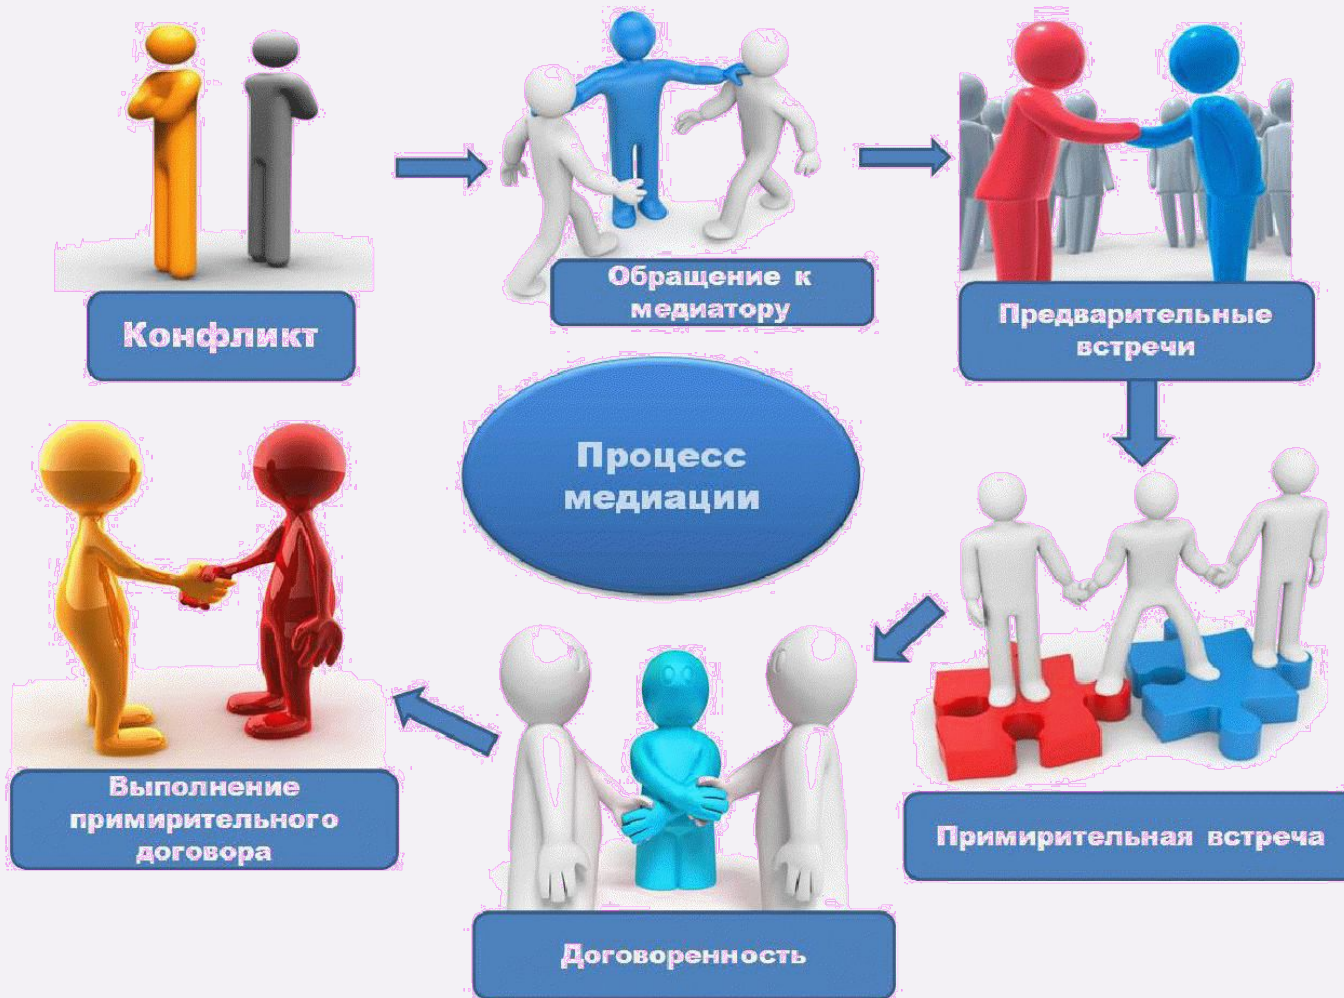 Конфликт
Обращение к
медиатору
Предварительные
встречи
Процесс
медиации
Примирительная встреча
Договоренность
Выполнение
примирительного
договора